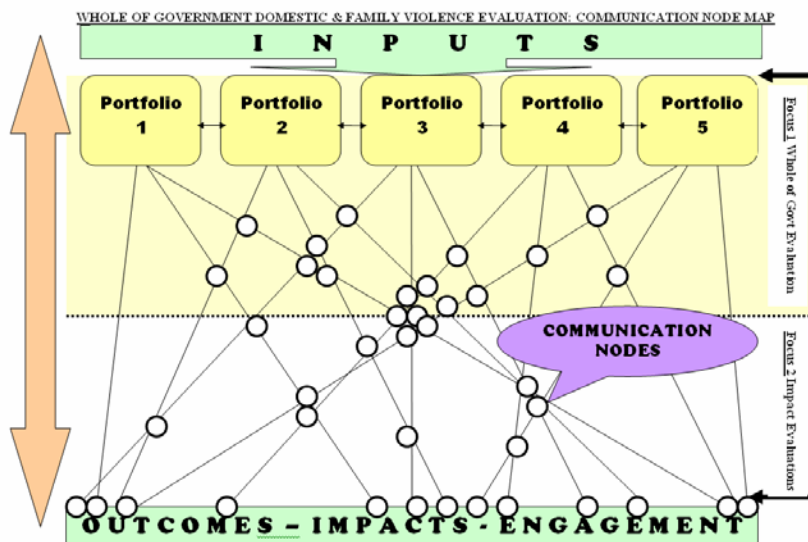 WHOLE OF GOVERNMENT DOMESTIC & FAMILY VIOLENCE EVALUATION: COMMUNICATION NODE MAP
INPUTS
Portfolio
1
Portfolio
2
Portfolio
3
Portfolio
4
Portfolio
5
Focus 1 Whole of Govt Evaluation
COMMUNICATION
NODES
Focus 2 Impact Evaluations
OUTCOMES – IMPACTS - ENGAGEMENT